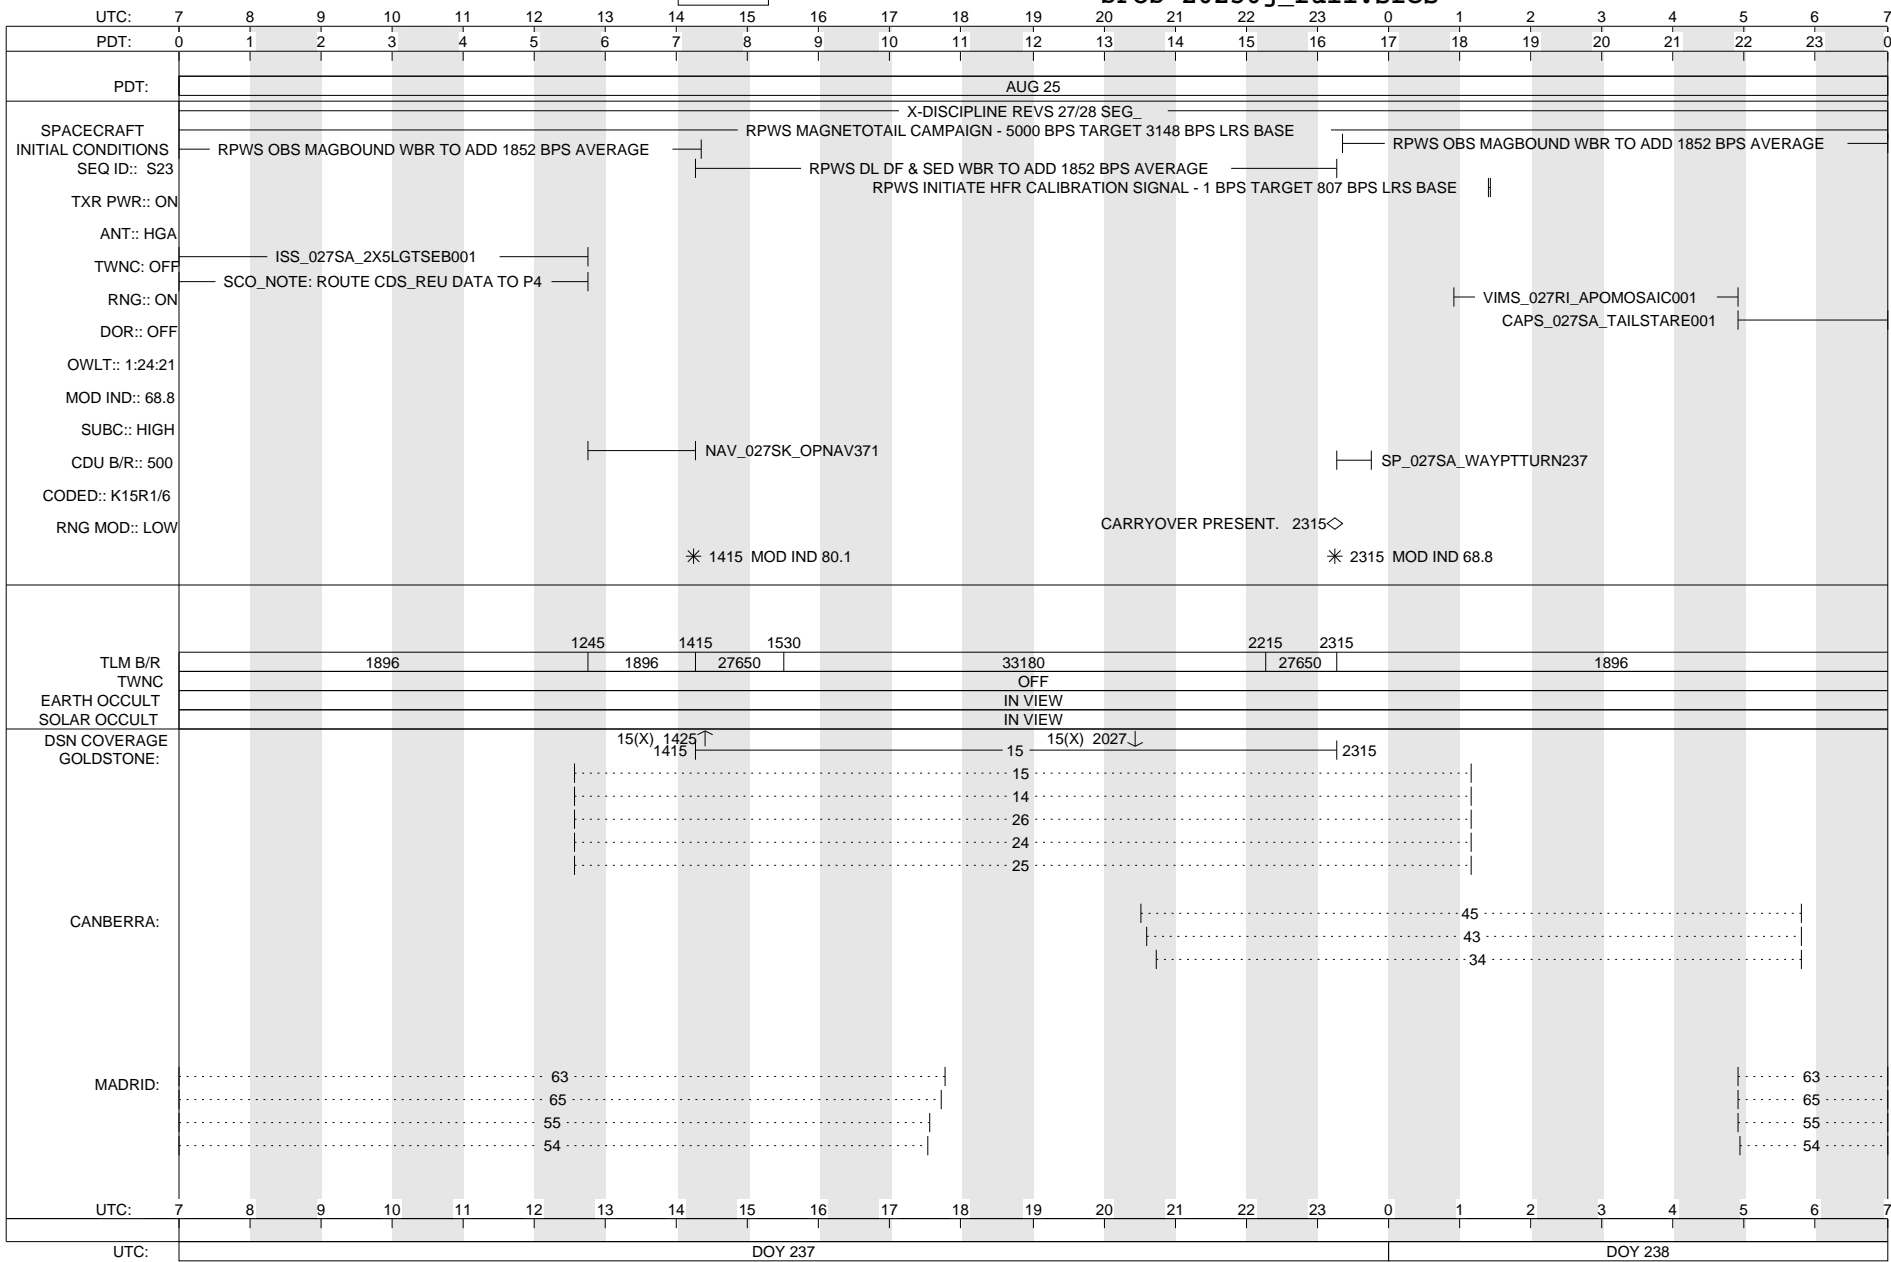 UTC: 7 8 9 10 11 12 13 14 15 16 17 18 19 20 21 22 23 0 1 2 3 4 5 6 7
PDT: 0 1 2 3 4 5 6 7 8 9 10 11 12 13 14 15 16 17 18 19 20 21 22 23 0
PDT: AUG 25
X-DISCIPLINE REVS 27/28 SEG_
SPACECRAFT RPWS MAGNETOTAIL CAMPAIGN - 5000 BPS TARGET 3148 BPS LRS BASE
INITIAL CONDITIONS RPWS OBS MAGBOUND WBR TO ADD 1852 BPS AVERAGE RPWS OBS MAGBOUND WBR TO ADD 1852 BPS AVERAGE
SEQ ID:: S23 RPWS DL DF & SED WBR TO ADD 1852 BPS AVERAGE
RPWS INITIATE HFR CALIBRATION SIGNAL - 1 BPS TARGET 807 BPS LRS BASE
TXR PWR:: ON
ANT:: HGA
ISS_027SA_2X5LGTSEB001
TWNC: OFF
SCO_NOTE: ROUTE CDS_REU DATA TO P4
RNG:: ON VIMS_027RI_APOMOSAIC001
CAPS_027SA_TAILSTARE001
DOR:: OFF
OWLT:: 1:24:21
MOD IND:: 68.8
SUBC:: HIGH
NAV_027SK_OPNAV371
CDU B/R:: 500 SP_027SA_WAYPTTURN237
CODED:: K15R1/6
RNG MOD:: LOW CARRYOVER PRESENT. 2315
1415 MOD IND 80.1 2315 MOD IND 68.8
1245 1415 1530 2215 2315
TLM B/R 1896 1896 27650 33180 27650 1896
TWNC OFF
EARTH OCCULT IN VIEW
SOLAR OCCULT IN VIEW
DSN COVERAGE 15(X) 1425 15(X) 2027
GOLDSTONE: 1415 15 2315
15
14
26
24
25
CANBERRA: 45
43
34
MADRID: 63 63
65 65
55 55
54 54
UTC: 7 8 9 10 11 12 13 14 15 16 17 18 19 20 21 22 23 0 1 2 3 4 5 6 7
UTC: DOY 237 DOY 238